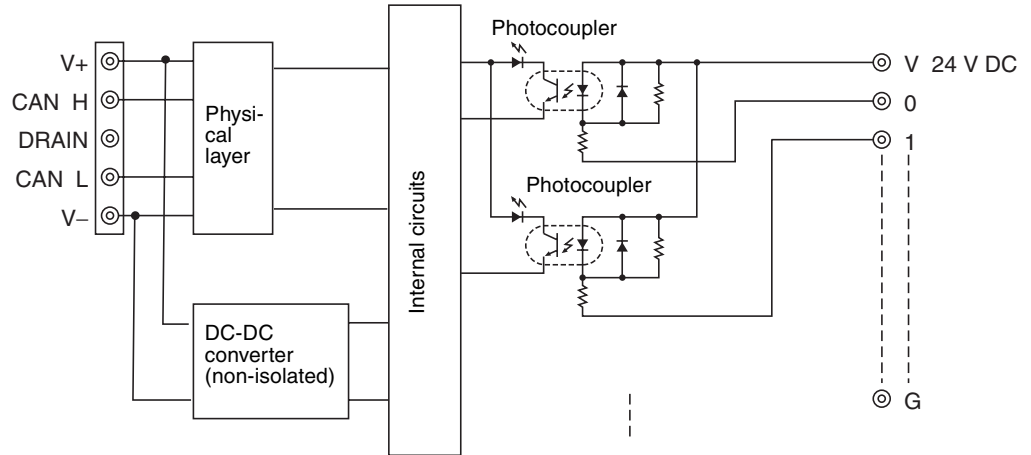 Photocoupler
V+
CAN H
DRAIN
CAN L
V–
Physi-
cal
layer
Internal circuits
V 24 V DC
0
1
Photocoupler
DC-DC
converter
(non-isolated)
G